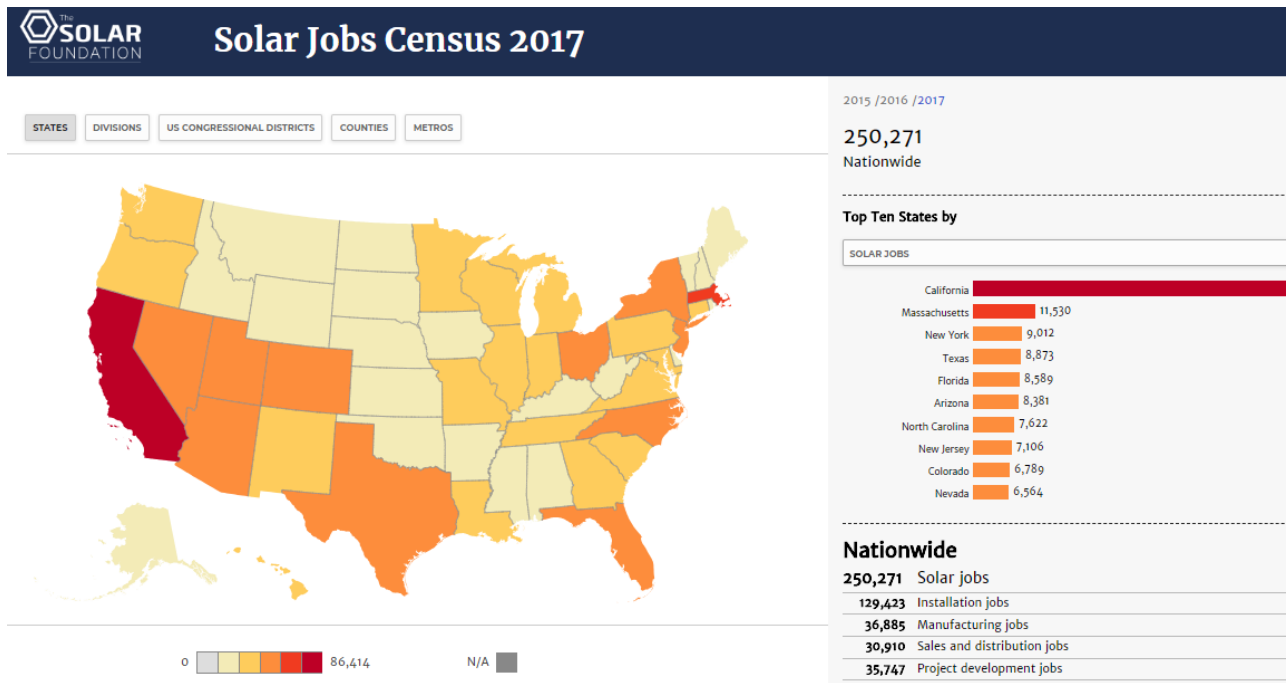 The
SOLAR
FOUNDATION
Solar Jobs Census 2017
STATES
DIVISIONS
US CONGRESSIONAL DISTRICTS
COUNTIES
METROS
0
86,414
N/A
2015 /2016 /2017
250,271
Nationwide
Top Ten States by
SOLAR JOBS
California
Massachusetts 11,530
New York 9,012
Texas 8,873
Florida 8,589
Arizona 8,381
North Carolina 7,622
New Jersey 7,106
Colorado 6,789
Nevada 6,564
Nationwide
250,271 Solar jobs
129,423 Installation jobs
36,885 Manufacturing jobs
30,910 Sales and distribution jobs
35,747 Project development jobs